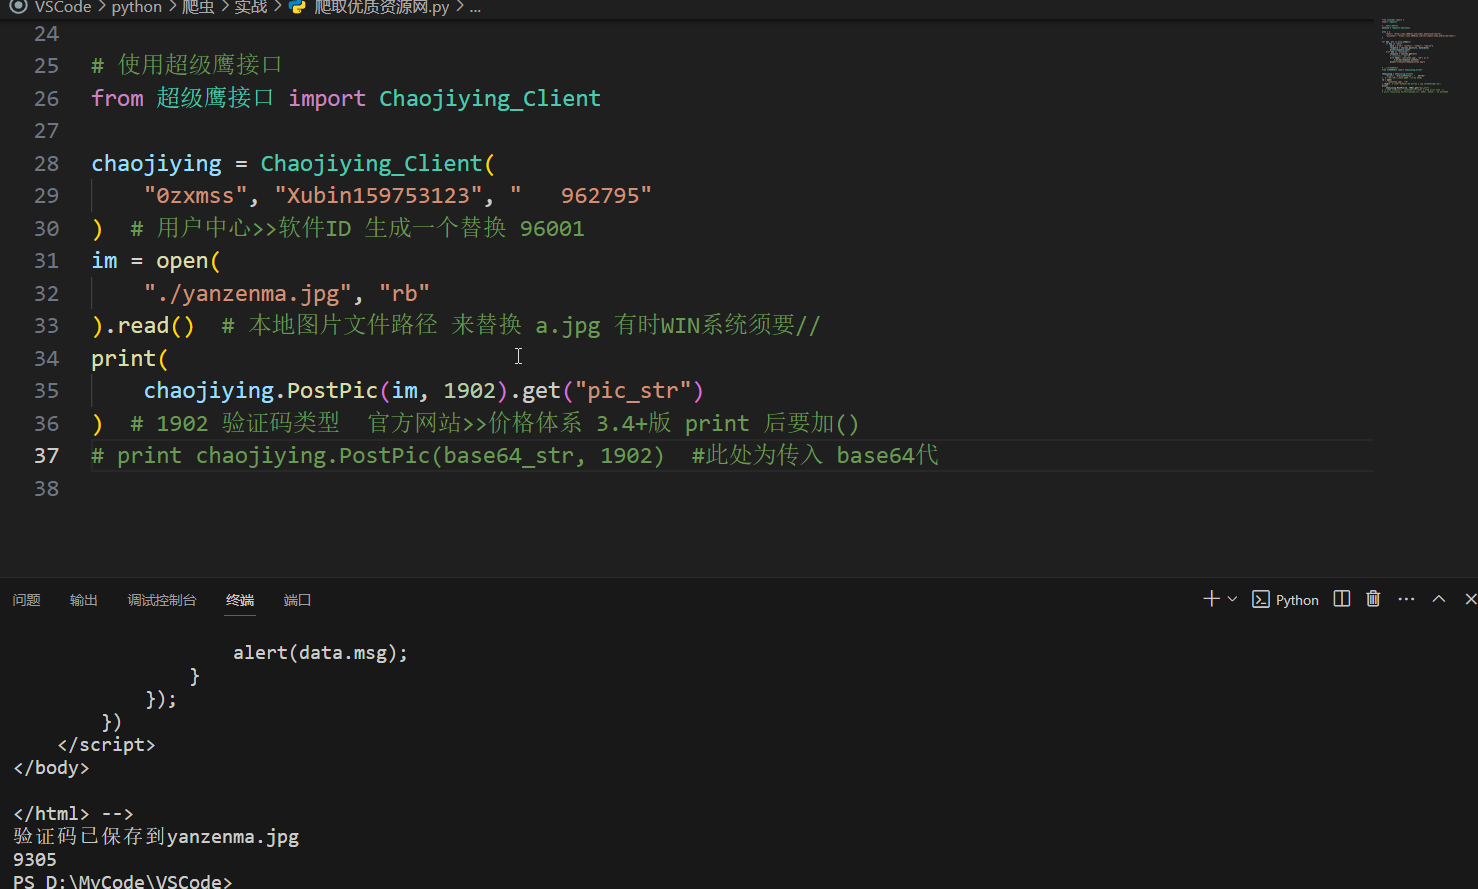 VSCode > python > 爬虫 > 实战 > 爬取优质资源网.py > ...
24
25 # 使用超级鹰接口
26 from 超级鹰接口 import Chaojiying_Client
27
28 chaojiying = Chaojiying_Client(
29 "0zxmss", "Xubin159753123", "   962795"
30 )  # 用户中心>>软件ID 生成一个替换 96001
31 im = open(
32 "./yanzenma.jpg", "rb"
33 ).read()  # 本地图片文件路径 来替换 a.jpg 有时WIN系统须要//
34 print(
35 chaojiying.PostPic(im, 1902).get("pic_str")
36 )  # 1902 验证码类型  官方网站>>价格体系 3.4+版 print 后要加()
37 # print chaojiying.PostPic(base64_str, 1902)  #此处为传入 base64代
38
问题 输出 调试控制台 终端 端口 Python
alert(data.msg);
}
});
})
</script>
</body>
</html> -->
验证码已保存到yanzenma.jpg
9305
PS D:\MyCode\VSCode>